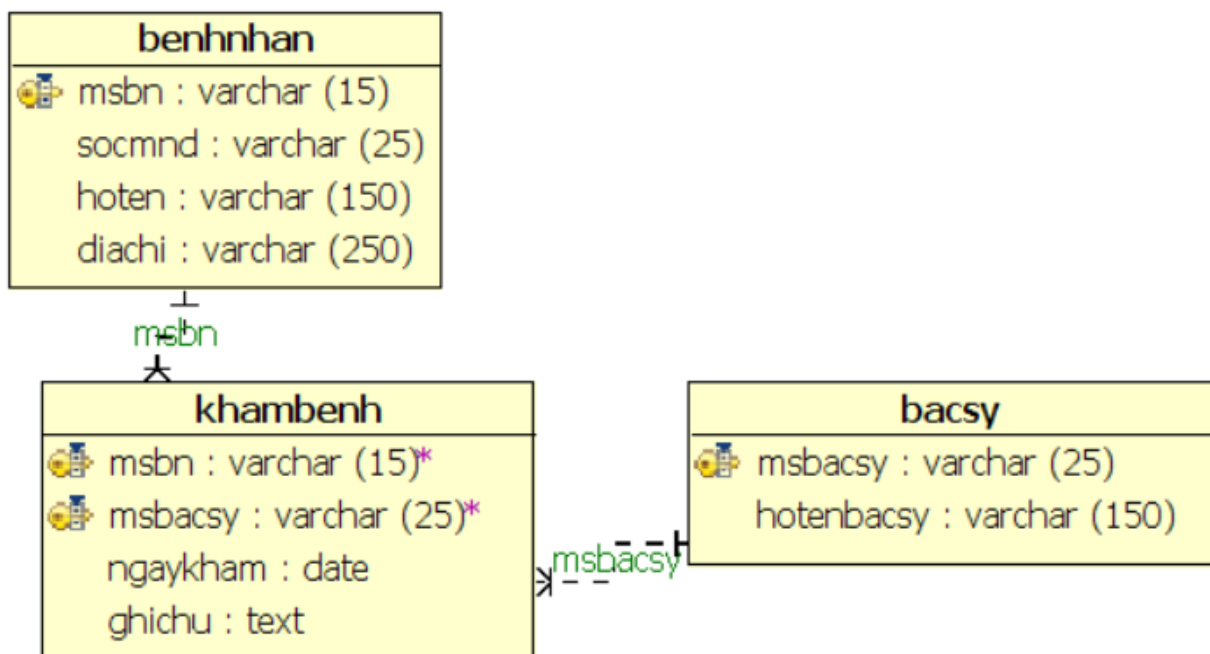 benhnhan
msbn : varchar (15)
socmnd : varchar (25)
hoten : varchar (150)
diachi : varchar (250)
msbn
khambenh
msbn : varchar (15)*
msbacsy : varchar (25)*
ngaykham : date
ghichu : text
msbacsy
bacsy
msbacsy : varchar (25)
hotenbacsy : varchar (150)